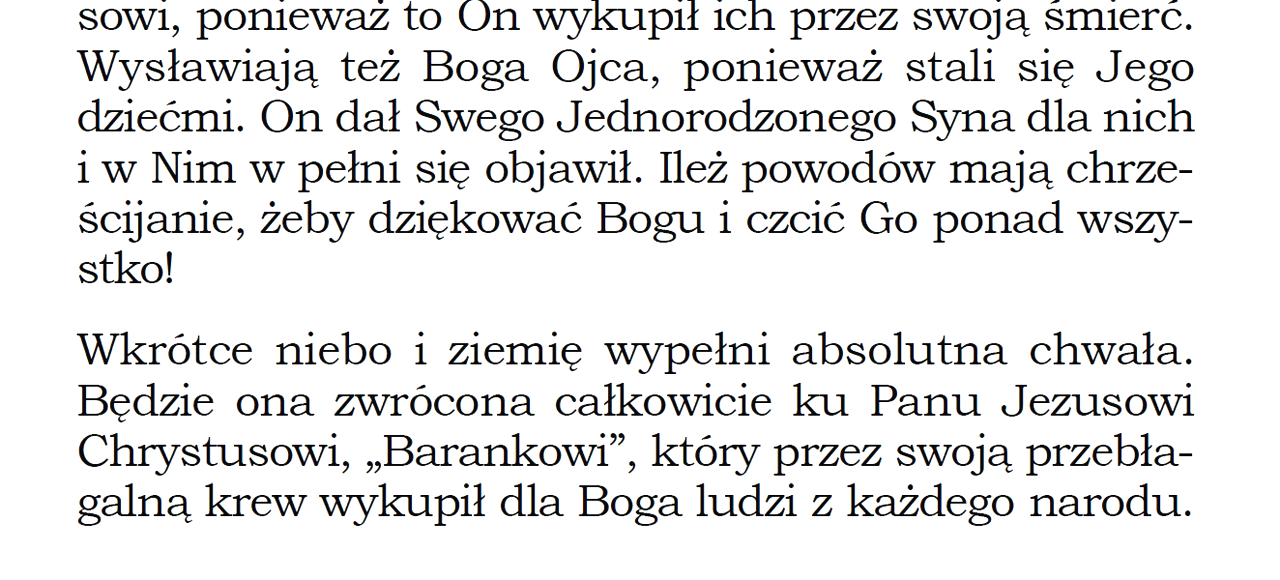 sowi, ponieważ to On wykupił ich przez swoją śmierć.
Wysławiają też Boga Ojca, ponieważ stali się Jego
dziećmi. On dał Swego Jednorodzonego Syna dla nich
i w Nim w pełni się objawił. Ileż powodów mają chrze-
ścijanie, żeby dziękować Bogu i czcić Go ponad wszy-
stko!
Wkrótce niebo i ziemię wypełni absolutna chwała.
Będzie ona zwrócona całkowicie ku Panu Jezusowi
Chrystusowi, „Barankowi”, który przez swoją przebła-
galną krew wykupił dla Boga ludzi z każdego narodu.